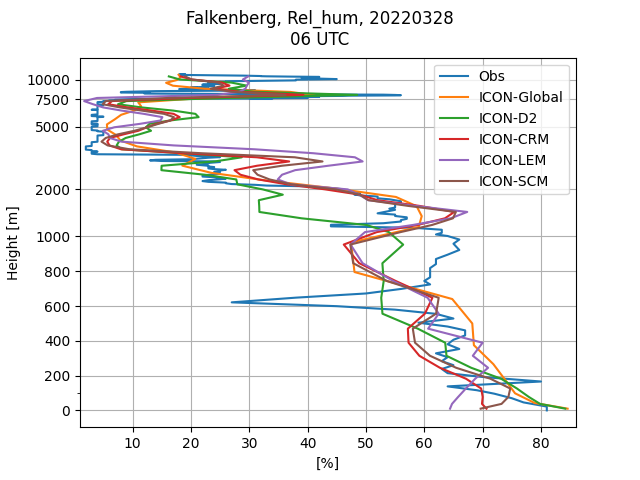 Falkenberg, Rel_hum, 20220328
06 UTC
Obs
ICON-Global
ICON-D2
ICON-CRM
ICON-LEM
ICON-SCM
Height [m]
10000
7500
5000
2000
1000
800
600
400
200
0
10 20 30 40 50 60 70 80
[%]